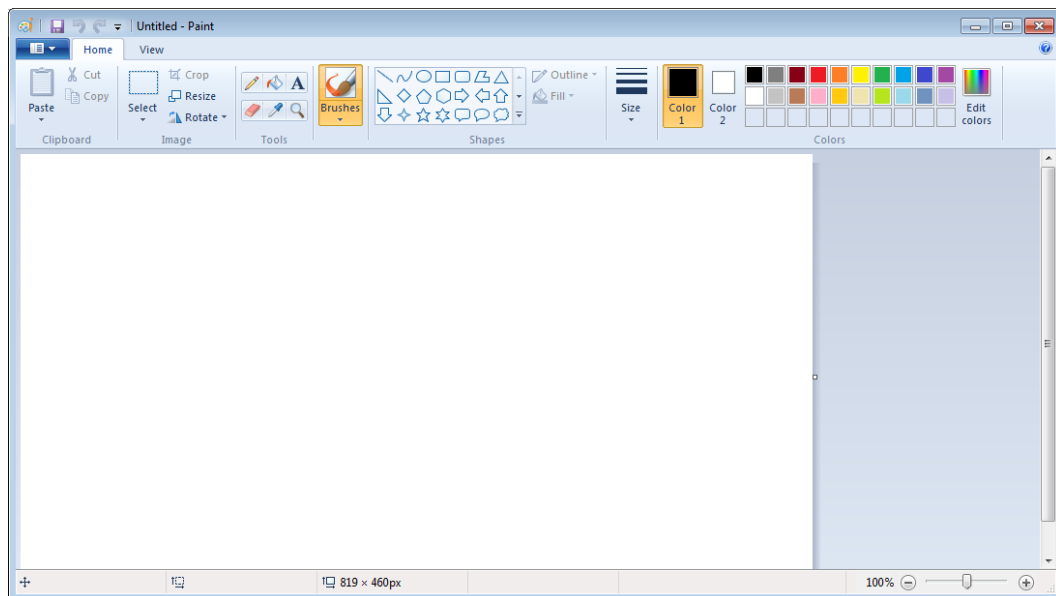 Untitled - Paint
Home View
Paste
Cut
Copy
Clipboard
Select
Crop
Resize
Rotate
Image
A
Tools
Brushes
Outline
Fill
Shapes
Size
Color 1
Color 2
Edit colors
Colors
819 × 460px
100%